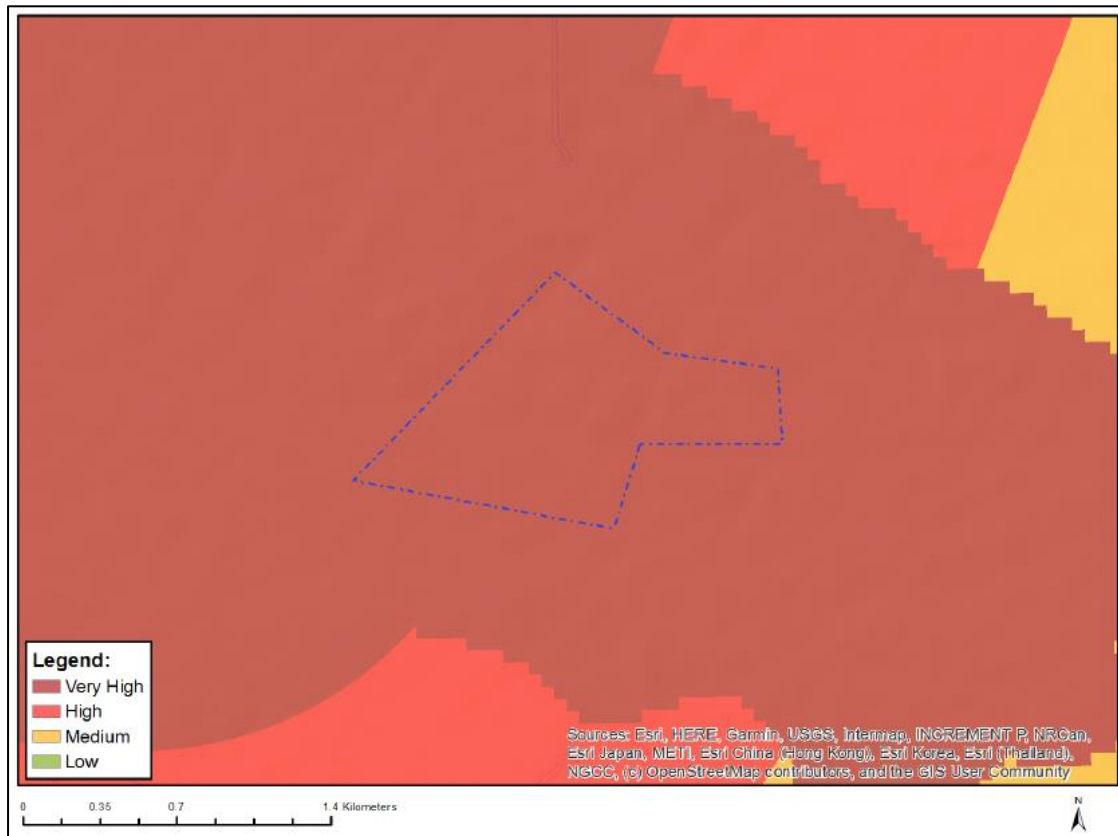 Legend:
Very High
High
Medium
Low
Sources: Esri, HERE, Garmin, USGS, Intermap, INCREMENT P, NRCan,
Esri Japan, METI, Esri China (Hong Kong), Esri Korea, Esri (Thailand),
NGCC, (c) OpenStreetMap contributors, and the GIS User Community
0 0.35 0.7 1.4 Kilometers
N